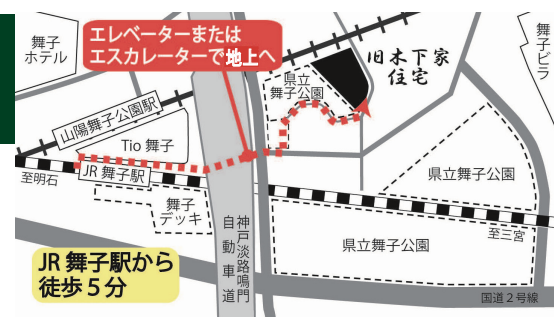 舞子
ホテル
エレベーターまたは
エスカレーターで地上へ
旧木下家
住宅
舞子ビラ
県立
舞子公園
山陽舞子公園駅
Tio 舞子
JR 舞子駅
至明石
舞子
デッキ
神戸淡路鳴門
自動車道
県立舞子公園
県立舞子公園
至三宮
国道２号線
JR 舞子駅から
徒歩５分